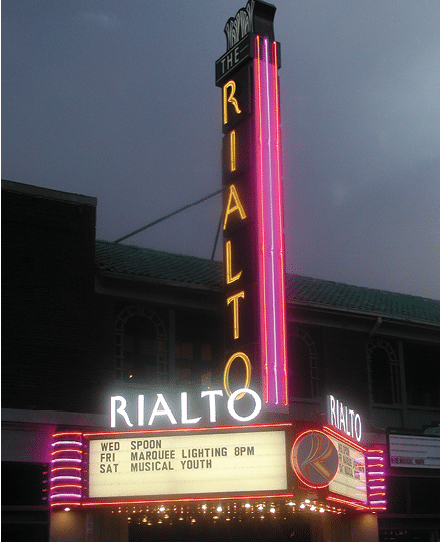 THE
RIALTO
RIALTO
WED SPOON
FRI MARQUEE LIGHTING 8PM
SAT MUSICAL YOUTH
RIALTO
R